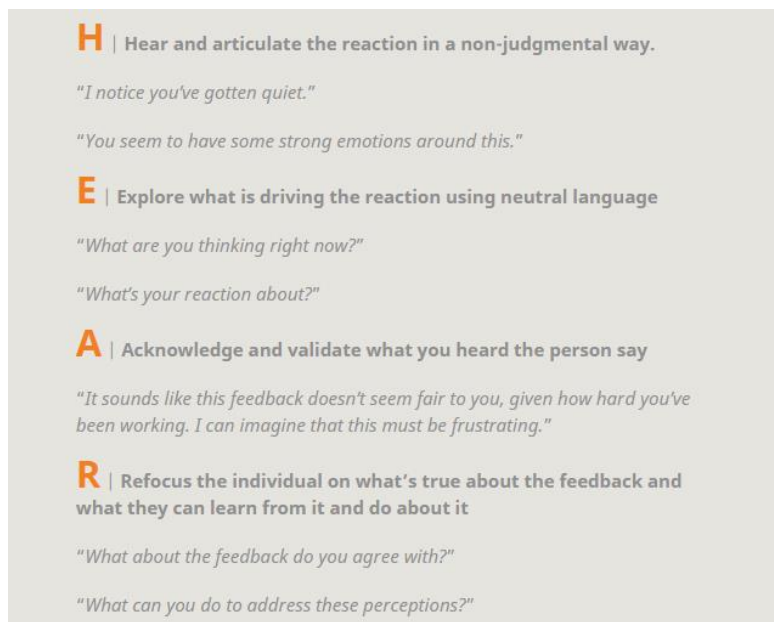 H | Hear and articulate the reaction in a non-judgmental way.
“I notice you’ve gotten quiet.”
“You seem to have some strong emotions around this.”
E | Explore what is driving the reaction using neutral language
“What are you thinking right now?”
“What’s your reaction about?”
A | Acknowledge and validate what you heard the person say
“It sounds like this feedback doesn’t seem fair to you, given how hard you’ve
been working. I can imagine that this must be frustrating.”
R | Refocus the individual on what’s true about the feedback and
what they can learn from it and do about it
“What about the feedback do you agree with?”
“What can you do to address these perceptions?”